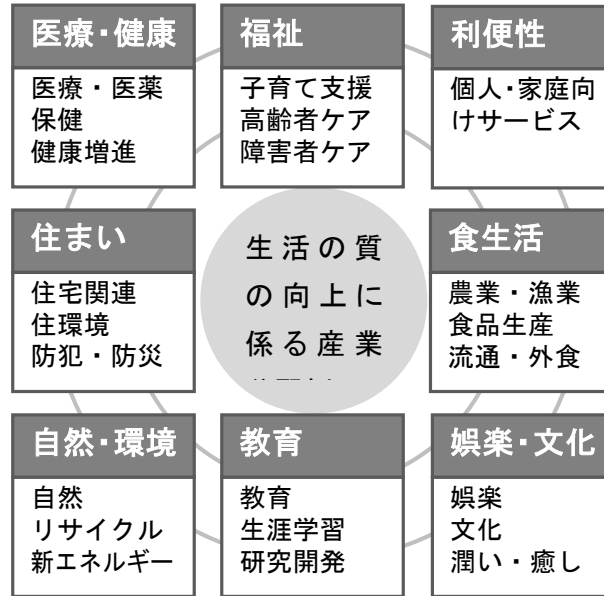 医療・健康
医療・医薬
保健
健康増進
福祉
子育て支援
高齢者ケア
障害者ケア
利便性
個人・家庭向
けサービス
住まい
住宅関連
住環境
防犯・防災
生活の質
の向上に
係る産業
食生活
農業・漁業
食品生産
流通・外食
自然・環境
自然
リサイクル
新エネルギー
教育
教育
生涯学習
研究開発
娯楽・文化
娯楽
文化
潤い・癒し